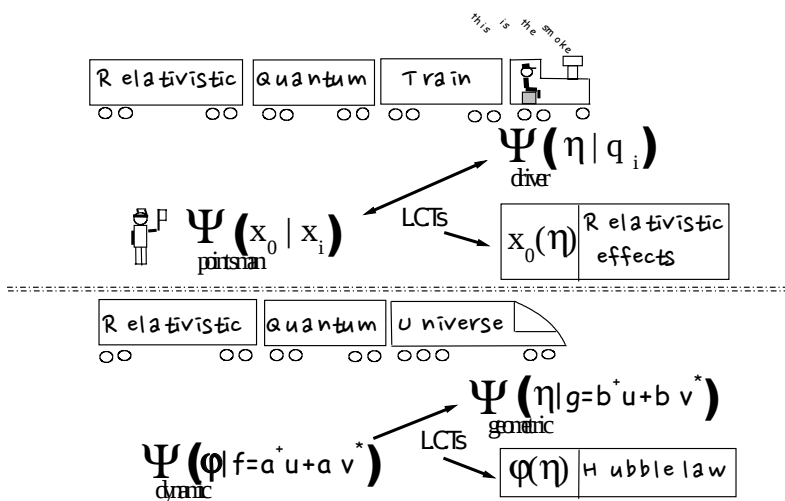 this is the smoke
Relativistic Quantum Train
Ψ(η|q_i)
driver
Ψ(x_0|x_i)
pointsman
LCTs
x_0(η) Relativistic
effects
Relativistic Quantum Universe
Ψ(η|g=b⁺u+b v*)
geometric
Ψ(φ|f=a⁺u+a v*)
dynamic
LCTs
φ(η) Hubble law